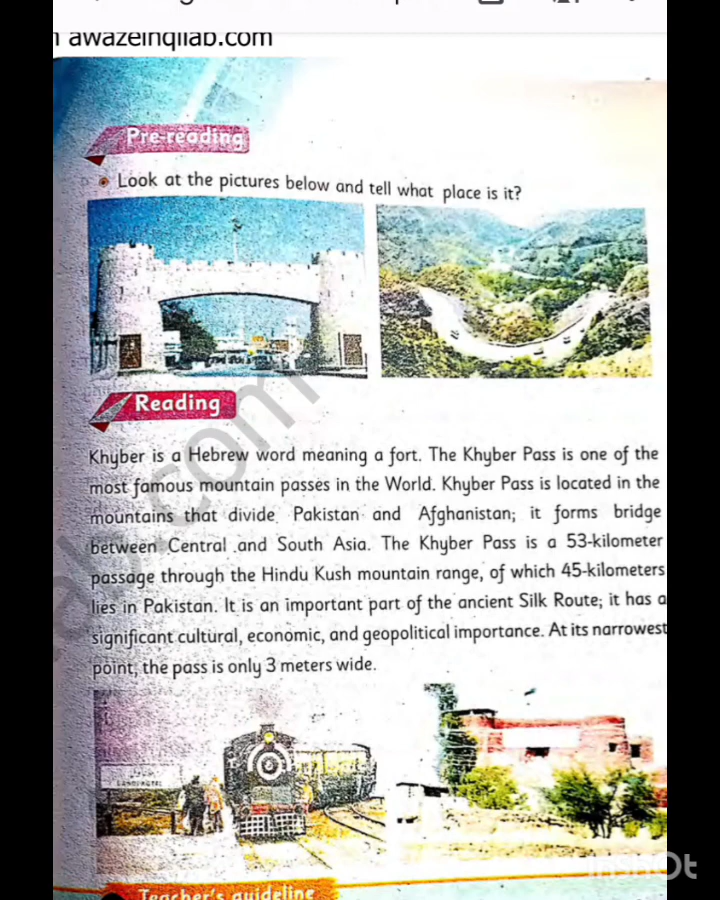 awazeinqilab.com
Pre-reading
Look at the pictures below and tell what place is it?
Reading
Khyber is a Hebrew word meaning a fort. The Khyber Pass is one of the
most famous mountain passes in the World. Khyber Pass is located in the
mountains that divide Pakistan and Afghanistan; it forms bridge
between Central and South Asia. The Khyber Pass is a 53-kilometer
passage through the Hindu Kush mountain range, of which 45-kilometers
lies in Pakistan. It is an important part of the ancient Silk Route; it has a
significant cultural, economic, and geopolitical importance. At its narrowest
point, the pass is only 3 meters wide.
Teacher's guideline
InShOt